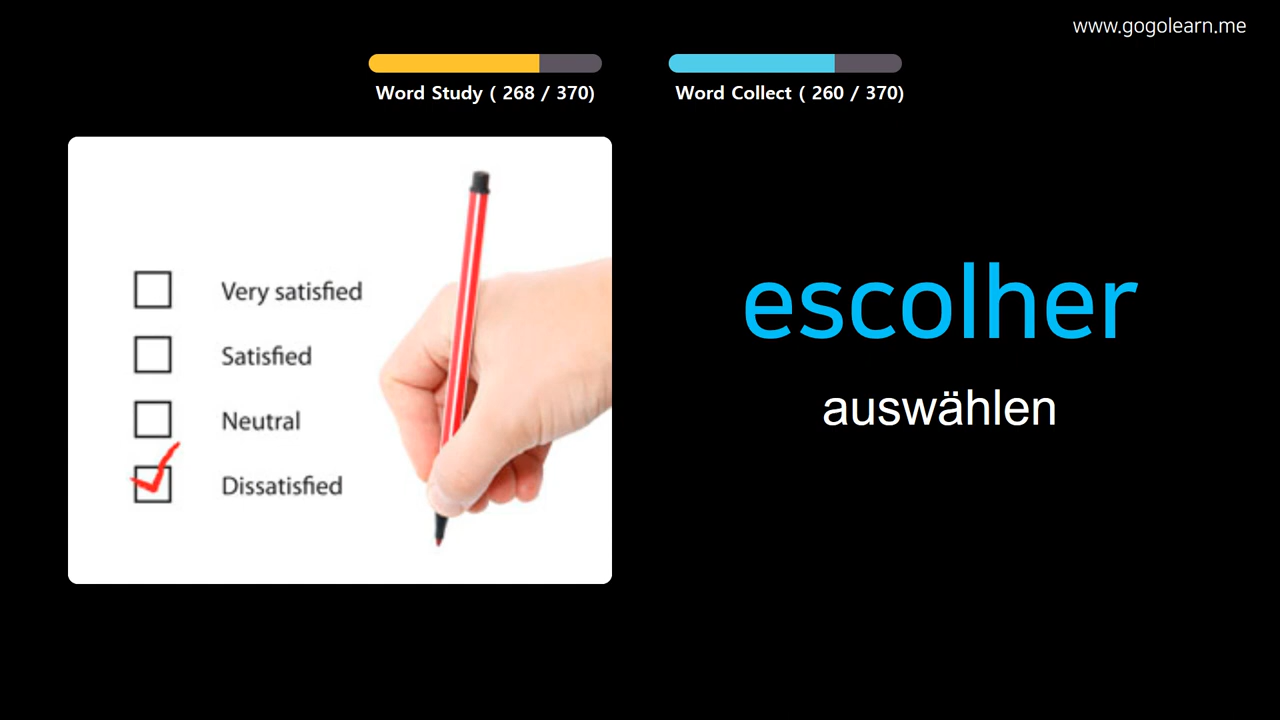 www.gogolearn.me
Word Study ( 268 / 370)
Word Collect ( 260 / 370)
Very satisfied
Satisfied
Neutral
Dissatisfied
escolher
auswählen